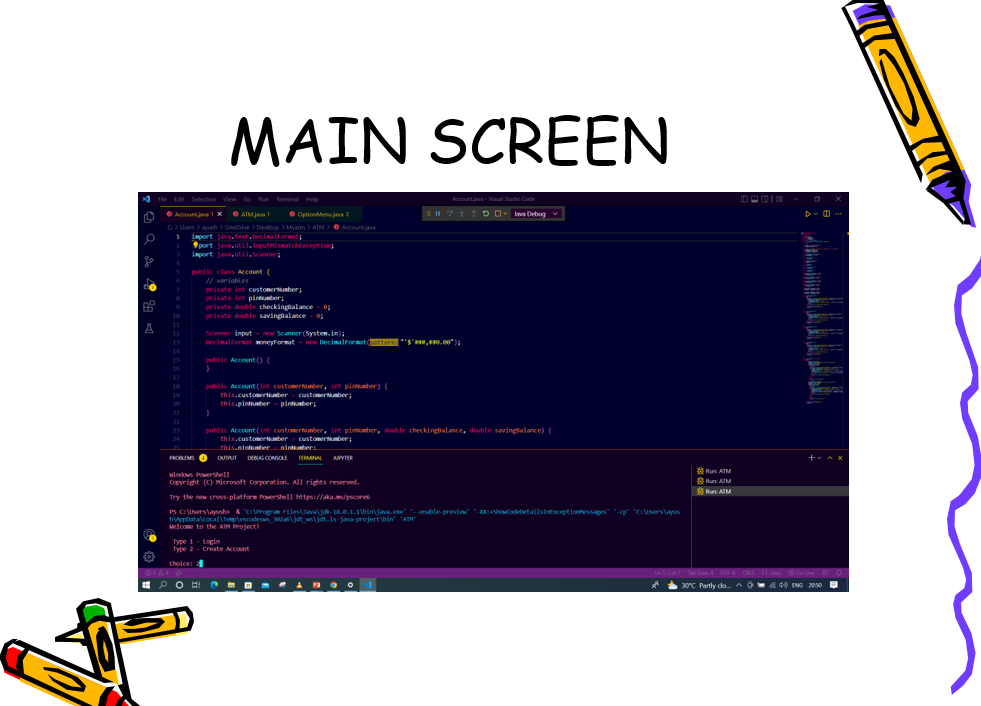 MAIN SCREEN
File Edit Selection View Go Run Terminal Help
Account.java - Visual Studio Code
Account.java 1 ATM.java 1 OptionMenu.java 2
Java Debug
C: > Users > ayush > OneDrive > Desktop > Myatm > ATM > Account.java
1 import java.text.DecimalFormat;
port java.util.InputMismatchException;
3 import java.util.Scanner;
4
5 public class Account {
6 // variables
7 private int customerNumber;
8 private int pinNumber;
9 private double checkingBalance = 0;
10 private double savingBalance = 0;
11
12 Scanner input = new Scanner(System.in);
13 DecimalFormat moneyFormat = new DecimalFormat(pattern: "'$'###,##0.00");
14
15 public Account() {
16 }
17
18 public Account(int customerNumber, int pinNumber) {
19 this.customerNumber = customerNumber;
20 this.pinNumber = pinNumber;
21 }
22
23 public Account(int customerNumber, int pinNumber, double checkingBalance, double savingBalance) {
24 this.customerNumber = customerNumber;
25 this.pinNumber = pinNumber;
PROBLEMS 4 OUTPUT DEBUG CONSOLE TERMINAL JUPYTER
Windows PowerShell
Copyright (C) Microsoft Corporation. All rights reserved.
Try the new cross-platform PowerShell https://aka.ms/pscore6
PS C:\Users\ayush> & 'C:\Program Files\Java\jdk-18.0.1.1\bin\java.exe' '--enable-preview' '-XX:+ShowCodeDetailsInExceptionMessages' '-cp' 'C:\Users\ayus
h\AppData\Local\Temp\vscodesws_302a6\jdt_ws\jdt.ls-java-project\bin' 'ATM'
Welcome to the ATM Project!
Type 1 - Login
Type 2 - Create Account
Choice: 2
Run: ATM
Run: ATM
Run: ATM
0 4 Ln 1, Col 1 Tab Size: 4 UTF-8 CRLF Java Go Live
30°C Partly clo... ENG 20:50